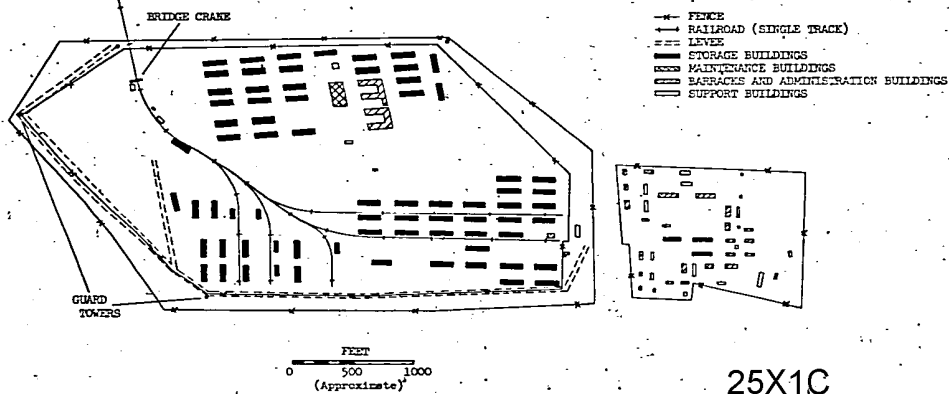 BRIDGE CRANE
FENCE
RAILROAD (SINGLE TRACK)
LEVEE
STORAGE BUILDINGS
MAINTENANCE BUILDINGS
BARRACKS AND ADMINISTRATION BUILDINGS
SUPPORT BUILDINGS
GUARD
TOWERS
FEET
0 500 1000
(Approximate)
25X1C